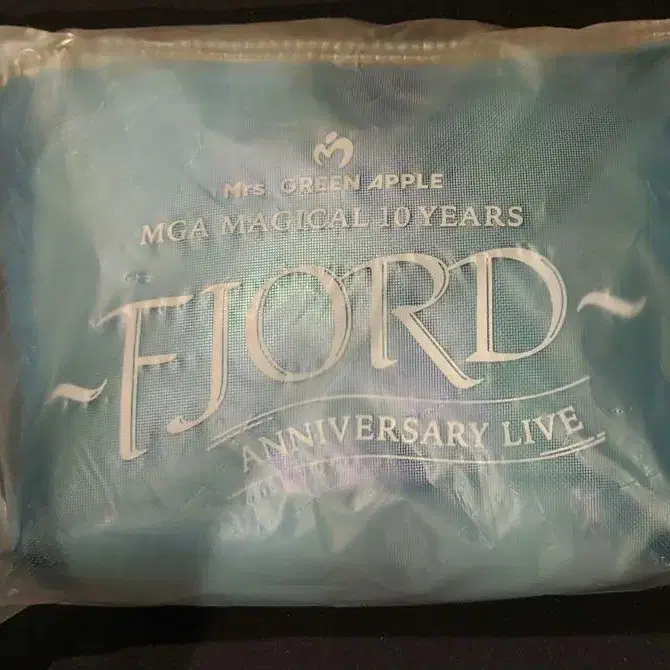 Mrs. GREEN APPLE
MGA MAGICAL 10 YEARS
~FJORD~
ANNIVERSARY LIVE